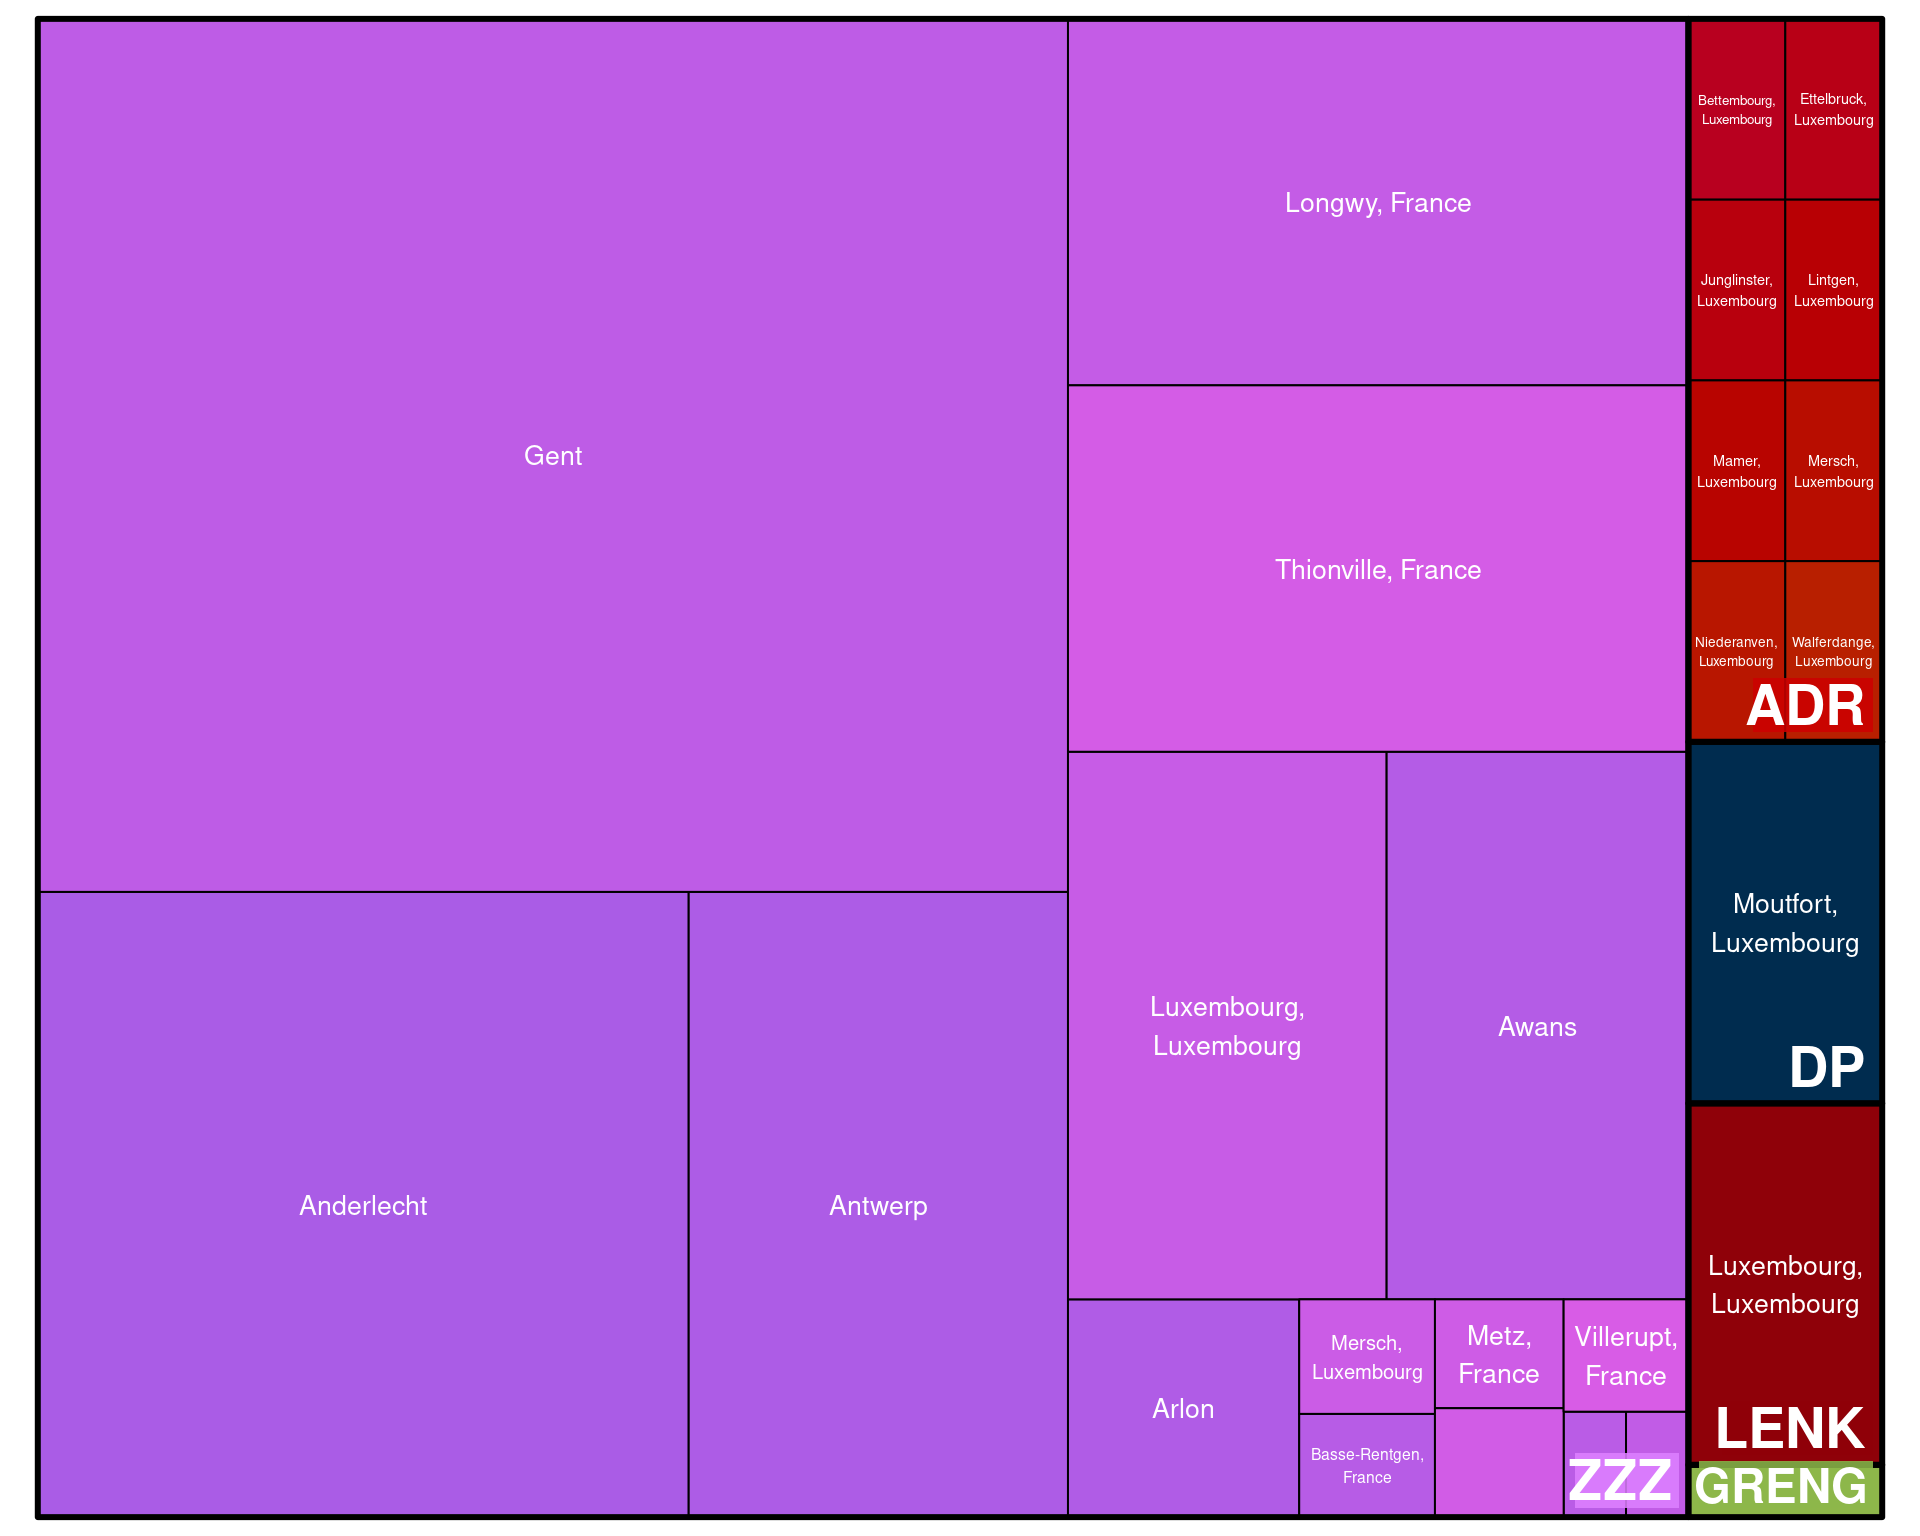 Gent
Anderlecht
Antwerp
Longwy, France
Thionville, France
Luxembourg,
Luxembourg
Awans
Arlon
Mersch,
Luxembourg
Basse-Rentgen,
France
Metz,
France
Villerupt,
France
ZZZ
Bettembourg,
Luxembourg
Ettelbruck,
Luxembourg
Junglinster,
Luxembourg
Lintgen,
Luxembourg
Mamer,
Luxembourg
Mersch,
Luxembourg
Niederanven,
Luxembourg
Walferdange,
Luxembourg
ADR
Moutfort,
Luxembourg
DP
Luxembourg,
Luxembourg
LENK
GRENG